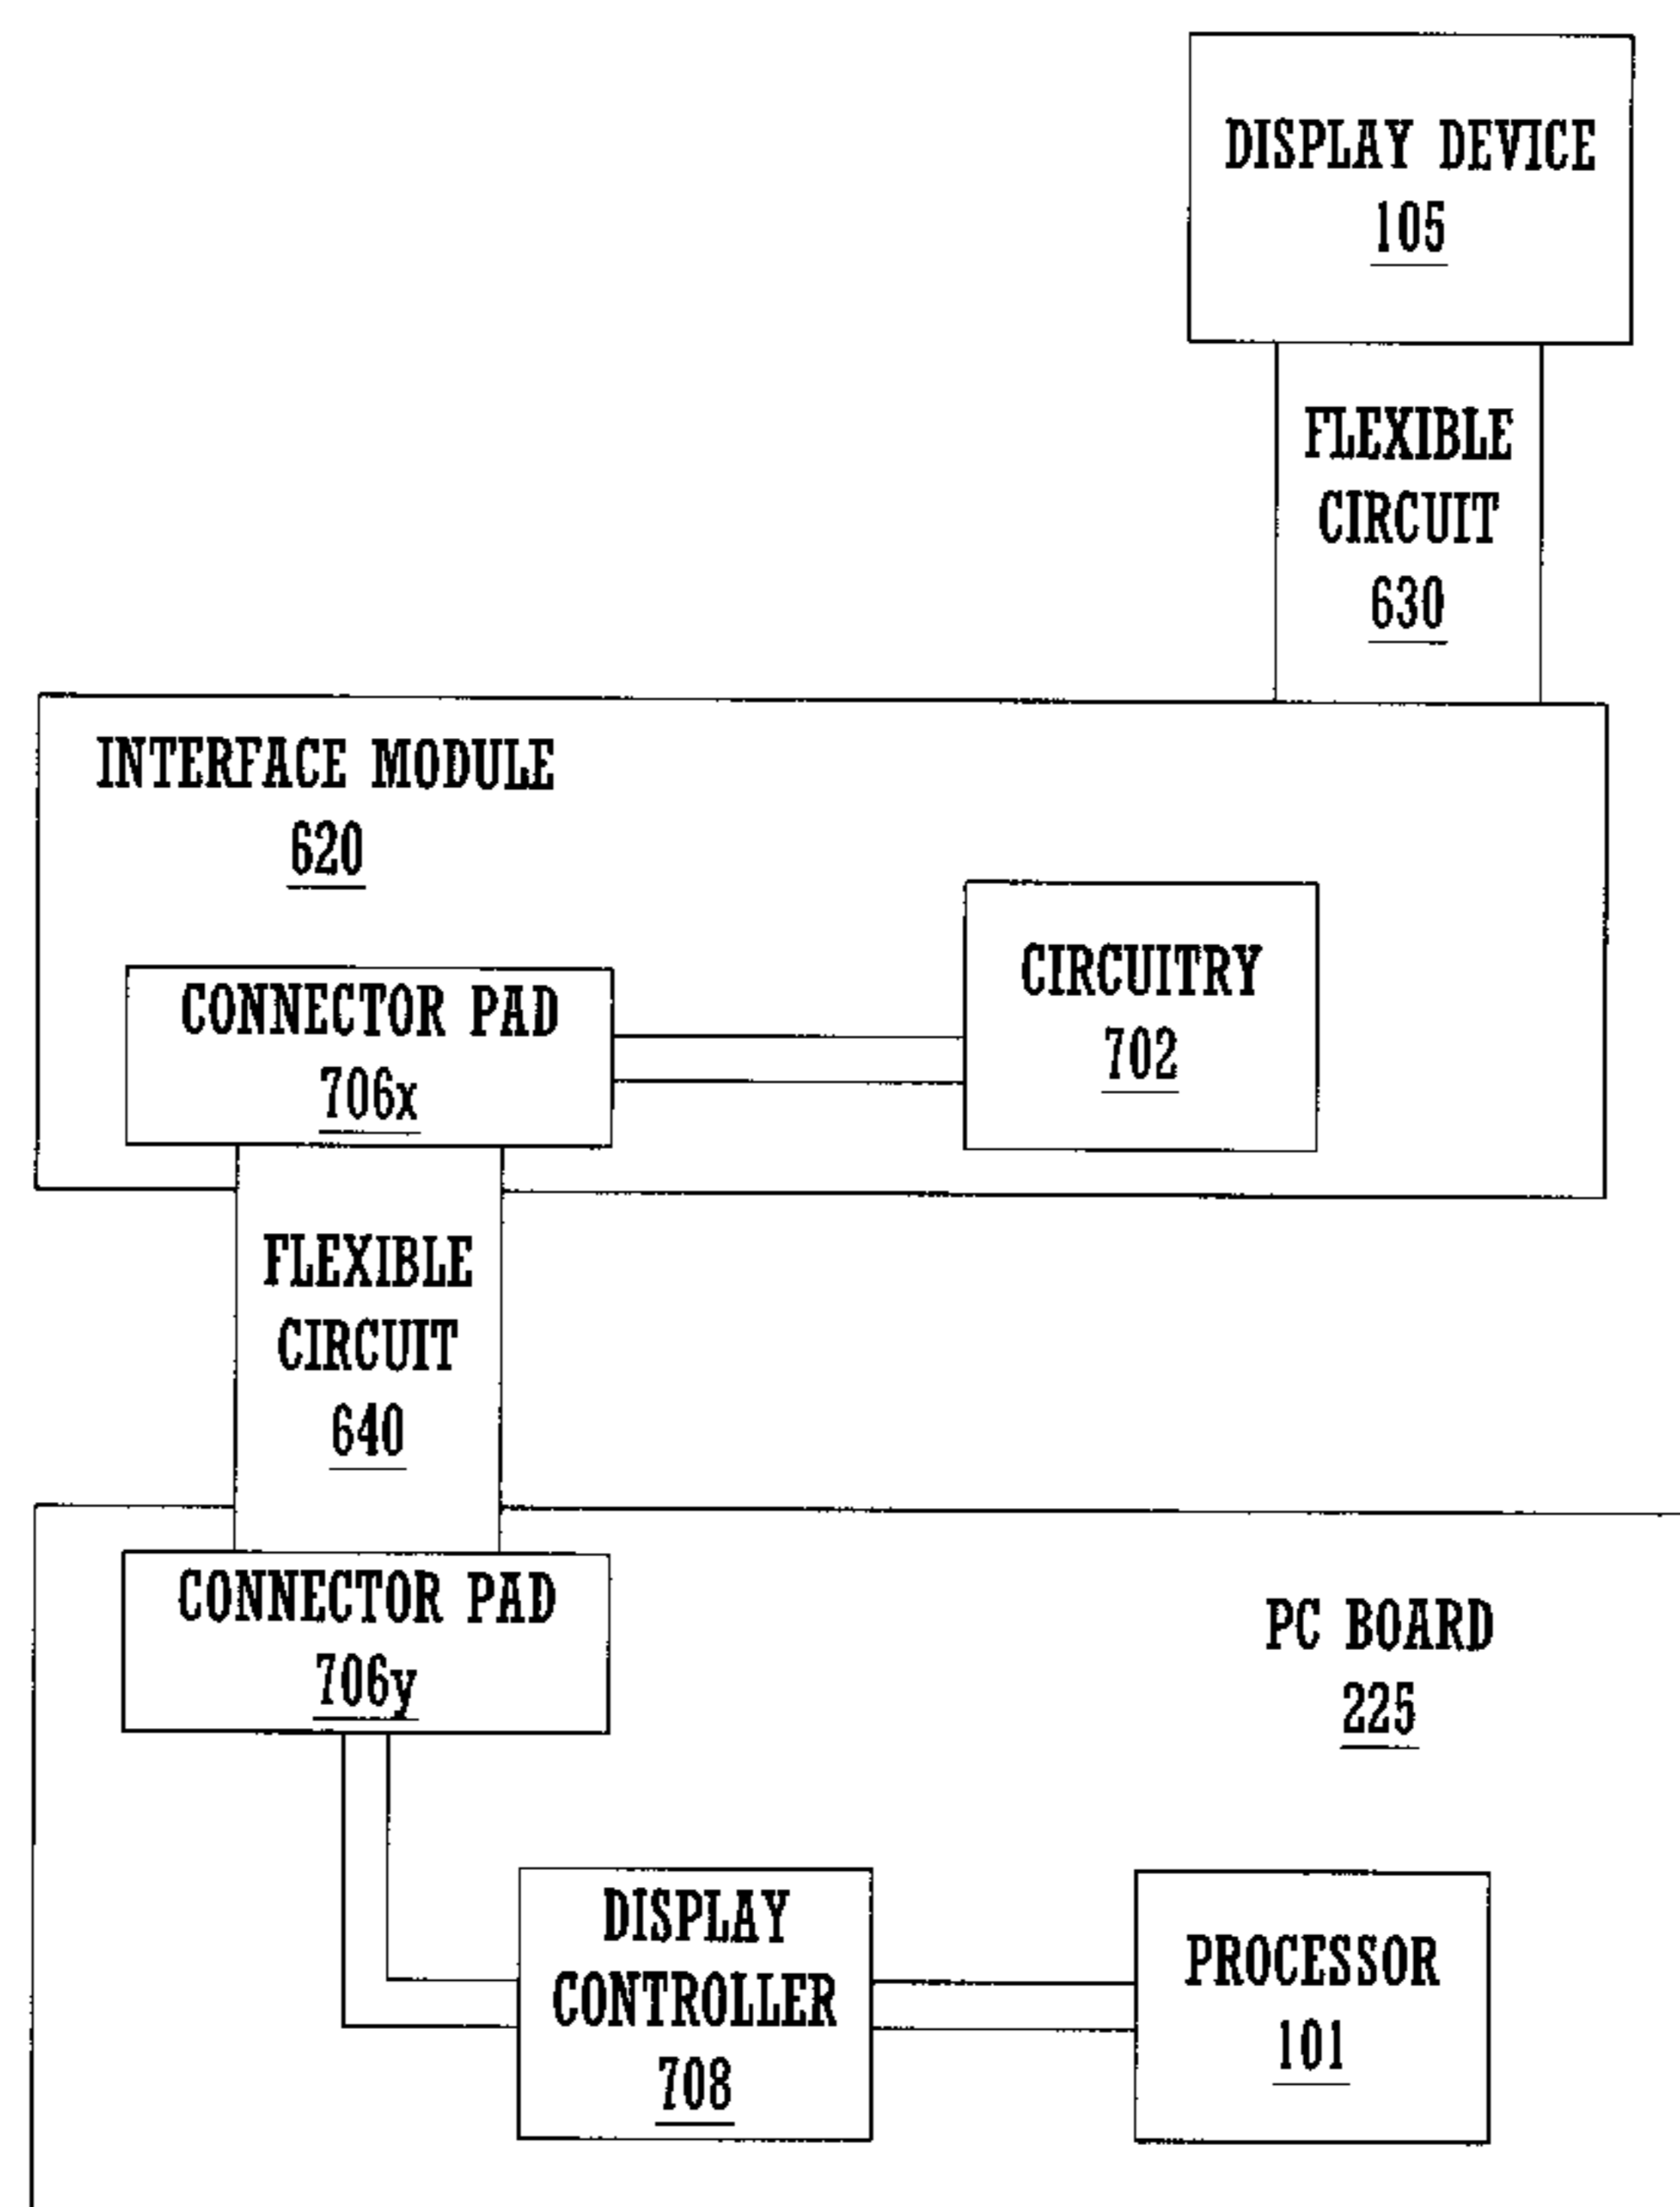 DISPLAY DEVICE
105
FLEXIBLE
CIRCUIT
630
INTERFACE MODULE
620
CIRCUITRY
702
CONNECTOR PAD
706x
FLEXIBLE
CIRCUIT
640
CONNECTOR PAD
706y
PC BOARD
225
DISPLAY
CONTROLLER
708
PROCESSOR
101